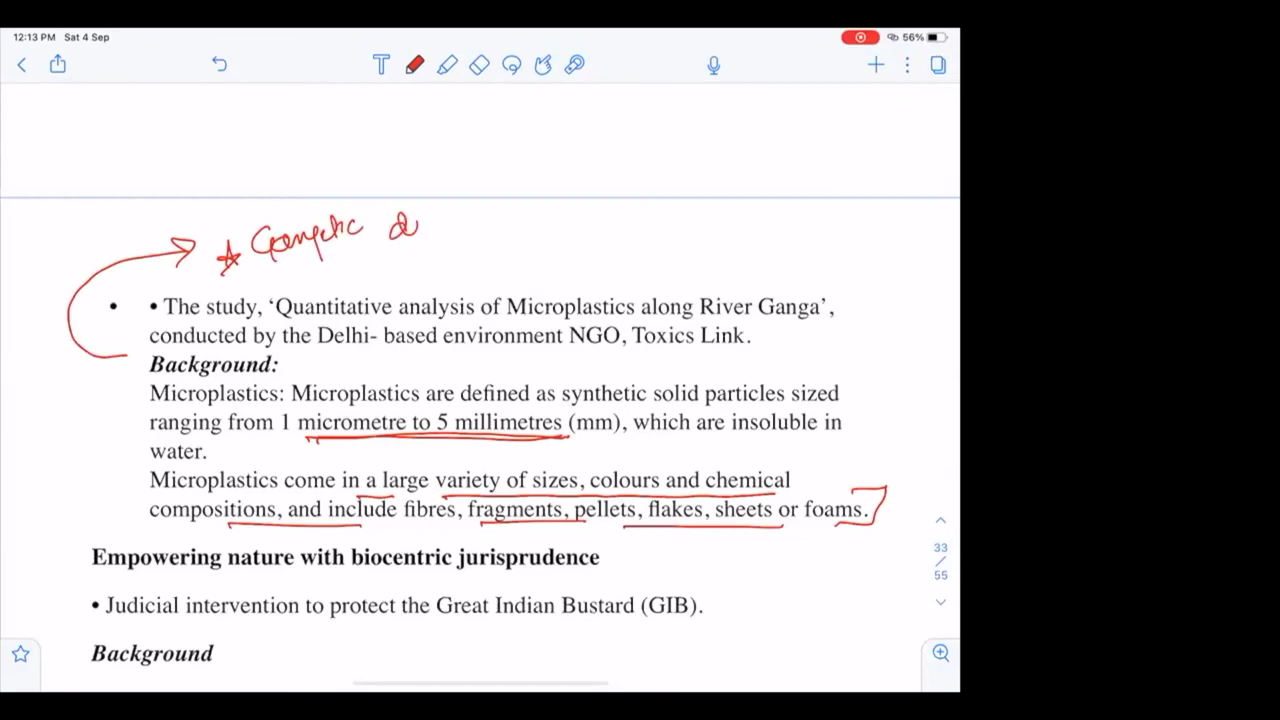 12:13 PM Sat 4 Sep
56%
Gangetic d
• • The study, ‘Quantitative analysis of Microplastics along River Ganga’,
conducted by the Delhi- based environment NGO, Toxics Link.
Background:
Microplastics: Microplastics are defined as synthetic solid particles sized
ranging from 1 micrometre to 5 millimetres (mm), which are insoluble in
water.
Microplastics come in a large variety of sizes, colours and chemical
compositions, and include fibres, fragments, pellets, flakes, sheets or foams.
33
/
55
Empowering nature with biocentric jurisprudence
• Judicial intervention to protect the Great Indian Bustard (GIB).
Background